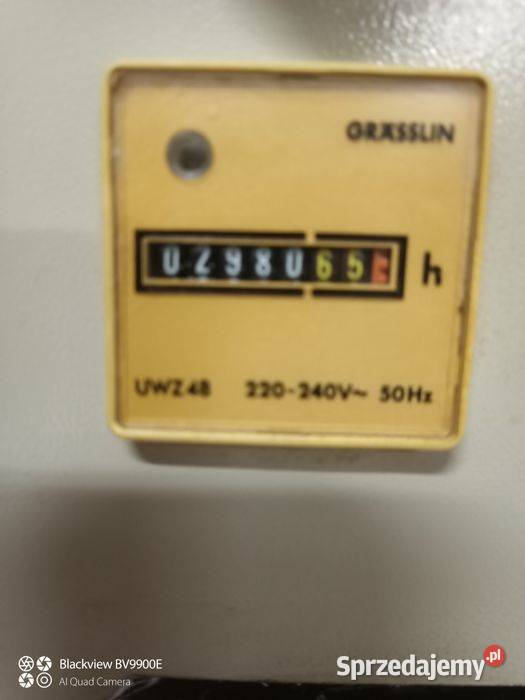 GRÄSSLIN
0298065 h
UWZ48 220-240V~ 50Hz
Blackview BV9900E
AI Quad Camera
Sprzedajemy.pl